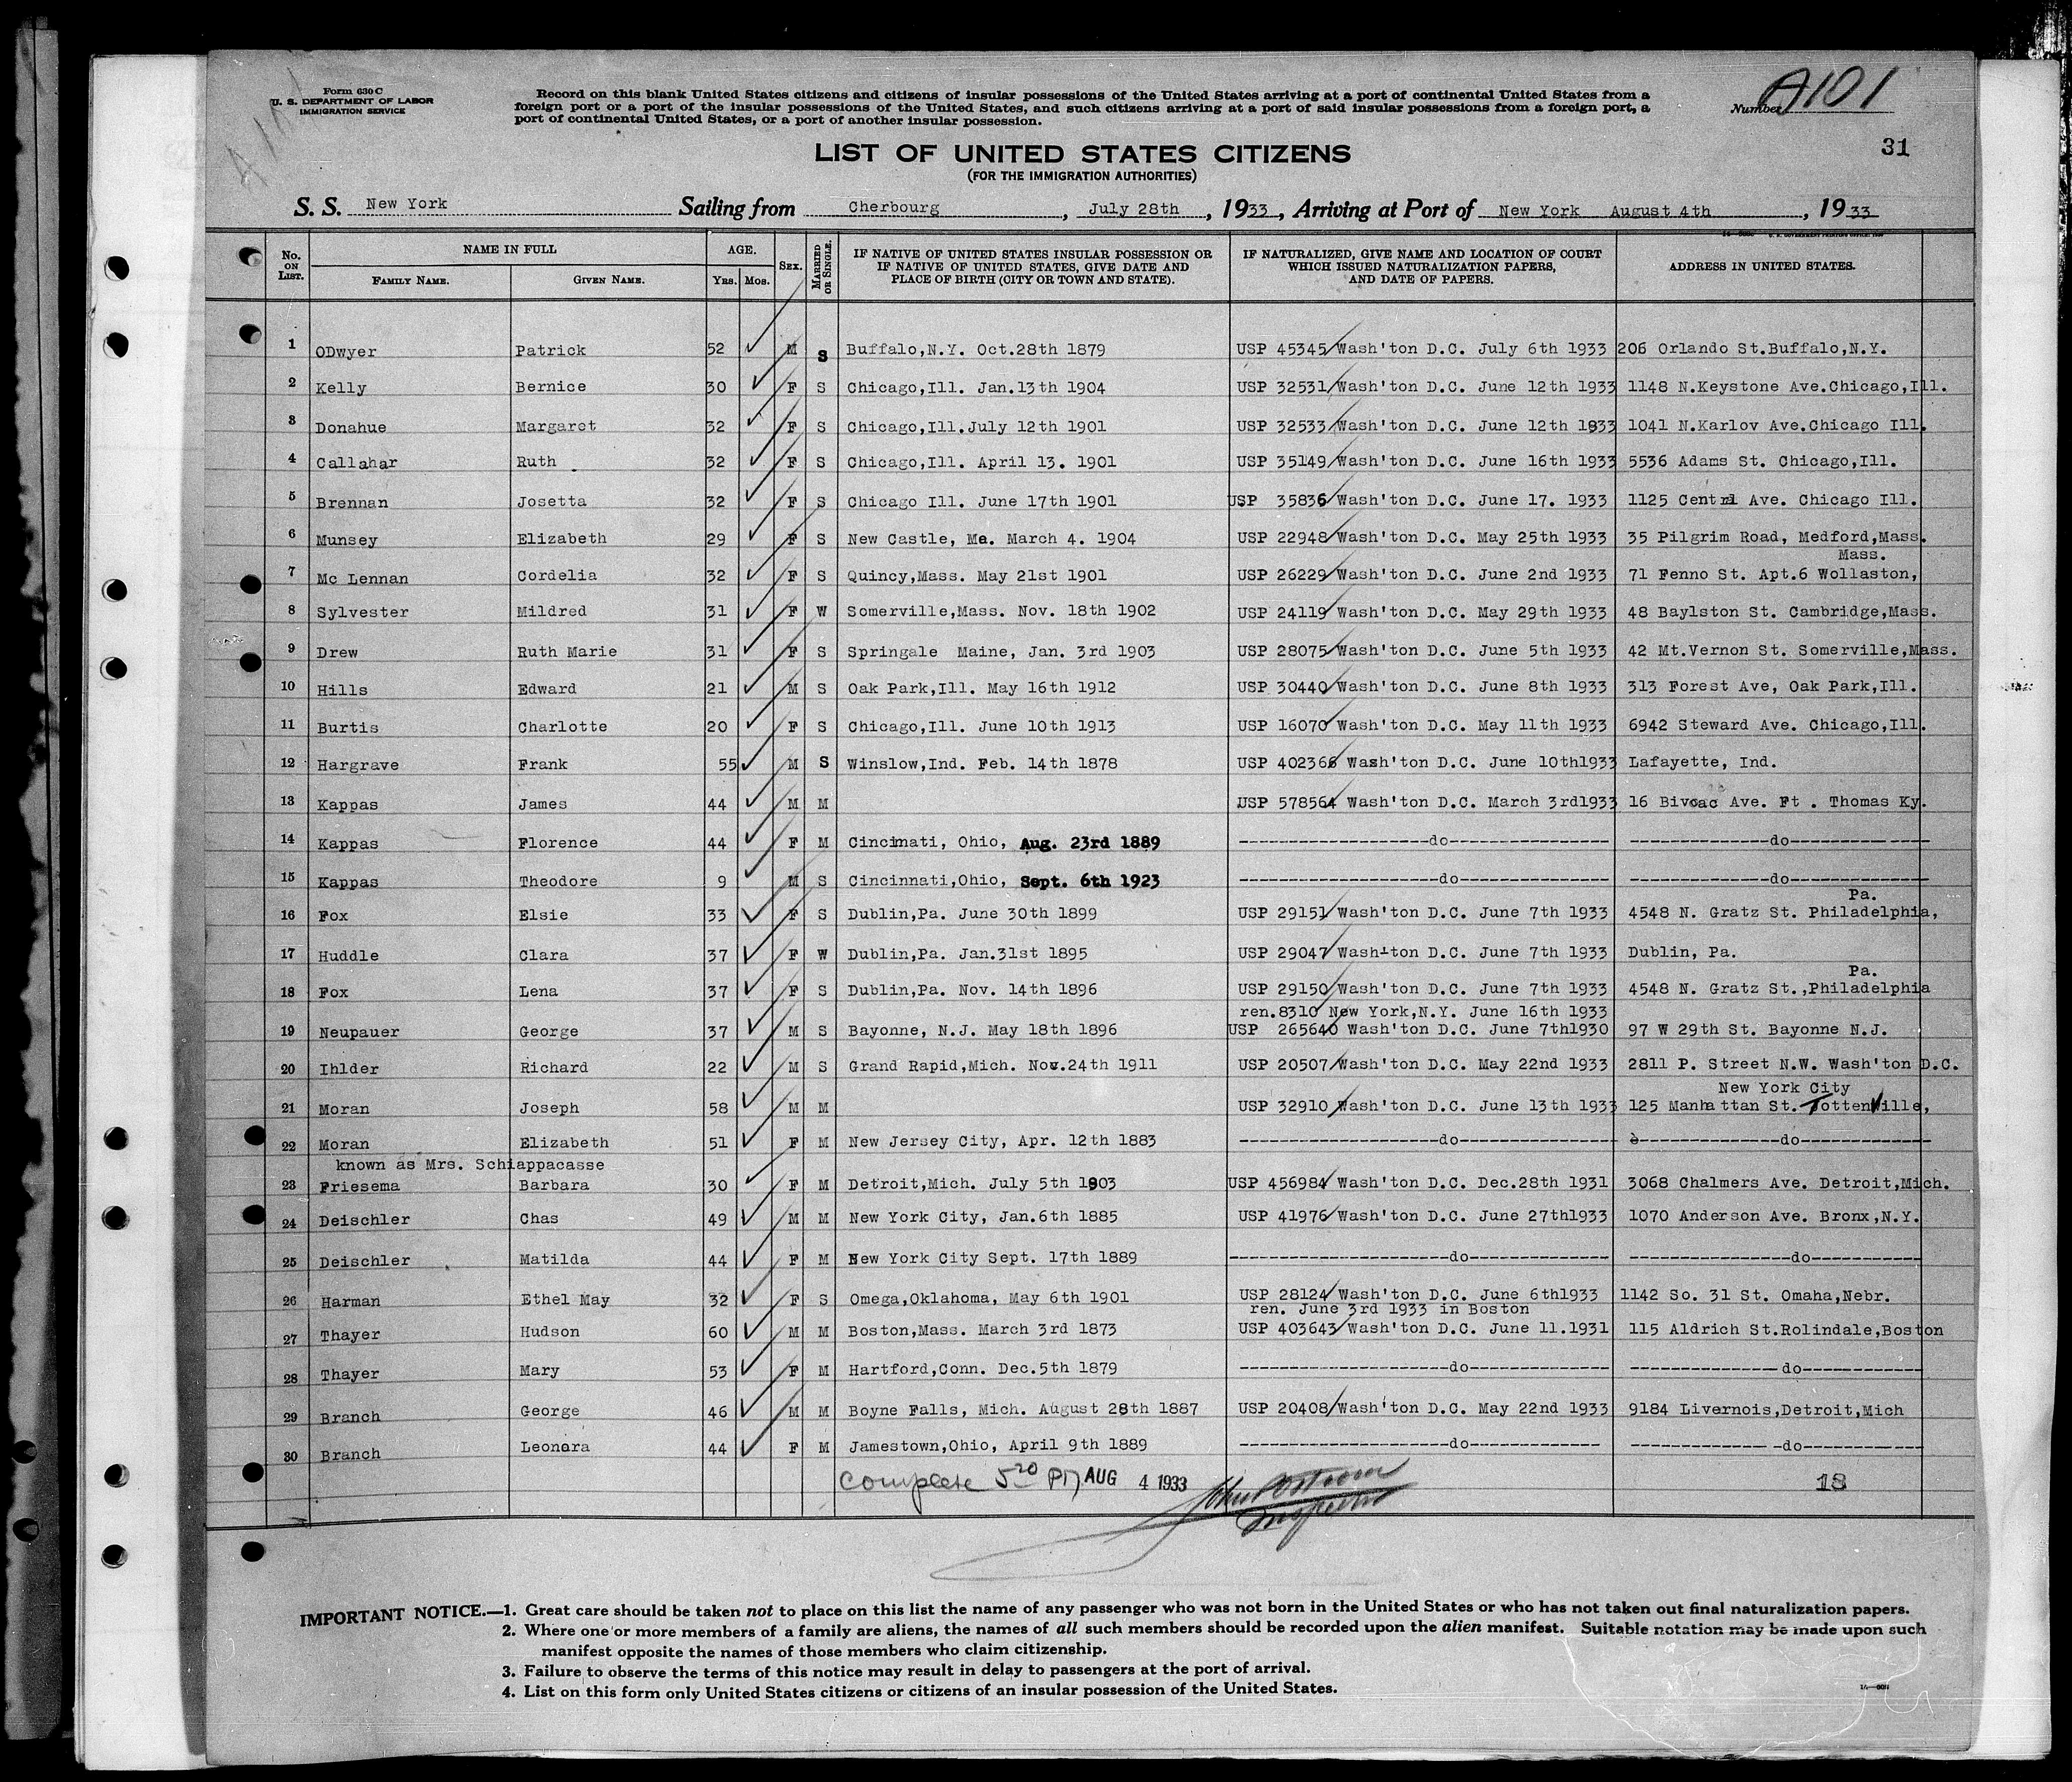 Form 630 C
U. S. DEPARTMENT OF LABOR
IMMIGRATION SERVICE
Record on this blank United States citizens and citizens of insular possessions of the United States arriving at a port of continental United States from a
foreign port or a port of the insular possessions of the United States, and such citizens arriving at a port of said insular possessions from a foreign port, a
port of continental United States, or a port of another insular possession.
Number A101
31
LIST OF UNITED STATES CITIZENS
(FOR THE IMMIGRATION AUTHORITIES)
S. S. New York Sailing from Cherbourg, July 28th, 1933, Arriving at Port of New York August 4th, 1933
No. ON LIST. NAME IN FULL FAMILY NAME. GIVEN NAME. AGE. YRS. MOS. SEX. MARRIED OR SINGLE. IF NATIVE OF UNITED STATES INSULAR POSSESSION OR IF NATIVE OF UNITED STATES, GIVE DATE AND PLACE OF BIRTH (CITY OR TOWN AND STATE). IF NATURALIZED, GIVE NAME AND LOCATION OF COURT WHICH ISSUED NATURALIZATION PAPERS, AND DATE OF PAPERS. ADDRESS IN UNITED STATES.
1 ODwyer Patrick 52 M S Buffalo,N.Y. Oct.28th 1879 USP 45345/Wash'ton D.C. July 6th 1933 206 Orlando St.Buffalo,N.Y.
2 Kelly Bernice 30 F S Chicago,Ill. Jan.13th 1904 USP 32531/Wash'ton D.C. June 12th 1933 1148 N.Keystone Ave.Chicago,Ill.
3 Donahue Margaret 32 F S Chicago,Ill.July 12th 1901 USP 32533/Wash'ton D.C. June 12th 1933 1041 N.Karlov Ave.Chicago Ill.
4 Callahar Ruth 32 F S Chicago,Ill. April 13. 1901 USP 35149/Wash'ton D.C. June 16th 1933 5536 Adams St. Chicago,Ill.
5 Brennan Josetta 32 F S Chicago Ill. June 17th 1901 USP 35836/Wash'ton D.C. June 17. 1933 1125 Central Ave. Chicago Ill.
6 Munsey Elizabeth 29 F S New Castle, Me. March 4. 1904 USP 22948/Wash'ton D.C. May 25th 1933 35 Pilgrim Road, Medford,Mass.
Mass.
7 Mc Lennan Cordelia 32 F S Quincy,Mass. May 21st 1901 USP 26229/Wash'ton D.C. June 2nd 1933 71 Fenno St. Apt.6 Wollaston,
8 Sylvester Mildred 31 F W Somerville,Mass. Nov. 18th 1902 USP 24119/Wash'ton D.C. May 29th 1933 48 Baylston St. Cambridge,Mass.
9 Drew Ruth Marie 31 F S Springale Maine, Jan. 3rd 1903 USP 28075/Wash'ton D.C. June 5th 1933 42 Mt.Vernon St. Somerville,Mass.
10 Hills Edward 21 M S Oak Park,Ill. May 16th 1912 USP 30440/Wash'ton D.C. June 8th 1933 313 Forest Ave, Oak Park,Ill.
11 Burtis Charlotte 20 F S Chicago,Ill. June 10th 1913 USP 16070/Wash'ton D.C. May 11th 1933 6942 Steward Ave. Chicago,Ill.
12 Hargrave Frank 55 M S Winslow,Ind. Feb. 14th 1878 USP 402366 Wash'ton D.C. June 10th1933 Lafayette, Ind.
13 Kappas James 44 M M USP 578564 Wash'ton D.C. March 3rd1933 16 Bivoac Ave. Ft . Thomas Ky.
14 Kappas Florence 44 F M Cincinnati, Ohio, Aug. 23rd 1889 ----do---- ----do----
15 Kappas Theodore 9 M S Cincinnati,Ohio, Sept. 6th 1923 ----do---- ----do----
Pa.
16 Fox Elsie 33 F S Dublin,Pa. June 30th 1899 USP 29151/Wash'ton D.C. June 7th 1933 4548 N. Gratz St. Philadelphia,
17 Huddle Clara 37 F W Dublin,Pa. Jan.31st 1895 USP 29047/Wash'ton D.C. June 7th 1933 Dublin, Pa.
Pa.
18 Fox Lena 37 F S Dublin,Pa. Nov. 14th 1896 USP 29150/Wash'ton D.C. June 7th 1933 4548 N. Gratz St.,Philadelphia
ren.8310 New York,N.Y. June 16th 1933
19 Neupauer George 37 M S Bayonne, N.J. May 18th 1896 USP 265640 Wash'ton D.C. June 7th1930 97 W 29th St. Bayonne N.J.
20 Ihlder Richard 22 M S Grand Rapid,Mich. Nov.24th 1911 USP 20507/Wash'ton D.C. May 22nd 1933 2811 P. Street N.W. Wash'ton D.C.
New York City
21 Moran Joseph 58 M M USP 32910/Wash'ton D.C. June 13th 1933 125 Manhattan St. TottenVille,
22 Moran Elizabeth 51 F M New Jersey City, Apr. 12th 1883 ----do---- ----do----
known as Mrs. Schiappacasse
23 Friesema Barbara 30 F M Detroit,Mich. July 5th 1903 USP 456984/Wash'ton D.C. Dec.28th 1931 3068 Chalmers Ave. Detroit,Mich.
24 Deischler Chas 49 M M New York City, Jan.6th 1885 USP 41976/Wash'ton D.C. June 27th1933 1070 Anderson Ave. Bronx,N.Y.
25 Deischler Matilda 44 F M New York City Sept. 17th 1889 ----do---- ----do----
26 Harman Ethel May 32 F S Omega,Oklahoma, May 6th 1901 USP 28124/Wash'ton D.C. June 6th1933 1142 So. 31 St. Omaha,Nebr.
ren. June 3rd 1933 in Boston
27 Thayer Hudson 60 M M Boston,Mass. March 3rd 1873 USP 403643/Wash'ton D.C. June 11.1931 115 Aldrich St.Rolindale,Boston
28 Thayer Mary 53 F M Hartford,Conn. Dec.5th 1879 ----do---- ----do----
29 Branch George 46 M M Boyne Falls, Mich. August 28th 1887 USP 20408/Wash'ton D.C. May 22nd 1933 9184 Livernois,Detroit,Mich
30 Branch Leonora 44 F M Jamestown,Ohio, April 9th 1889 ----do---- ----do----
Complete 5 20 PM AUG 4 1933
Inspector
18
IMPORTANT NOTICE.—1. Great care should be taken not to place on this list the name of any passenger who was not born in the United States or who has not taken out final naturalization papers.
2. Where one or more members of a family are aliens, the names of all such members should be recorded upon the alien manifest. Suitable notation may be made upon such
manifest opposite the names of those members who claim citizenship.
3. Failure to observe the terms of this notice may result in delay to passengers at the port of arrival.
4. List on this form only United States citizens or citizens of an insular possession of the United States.